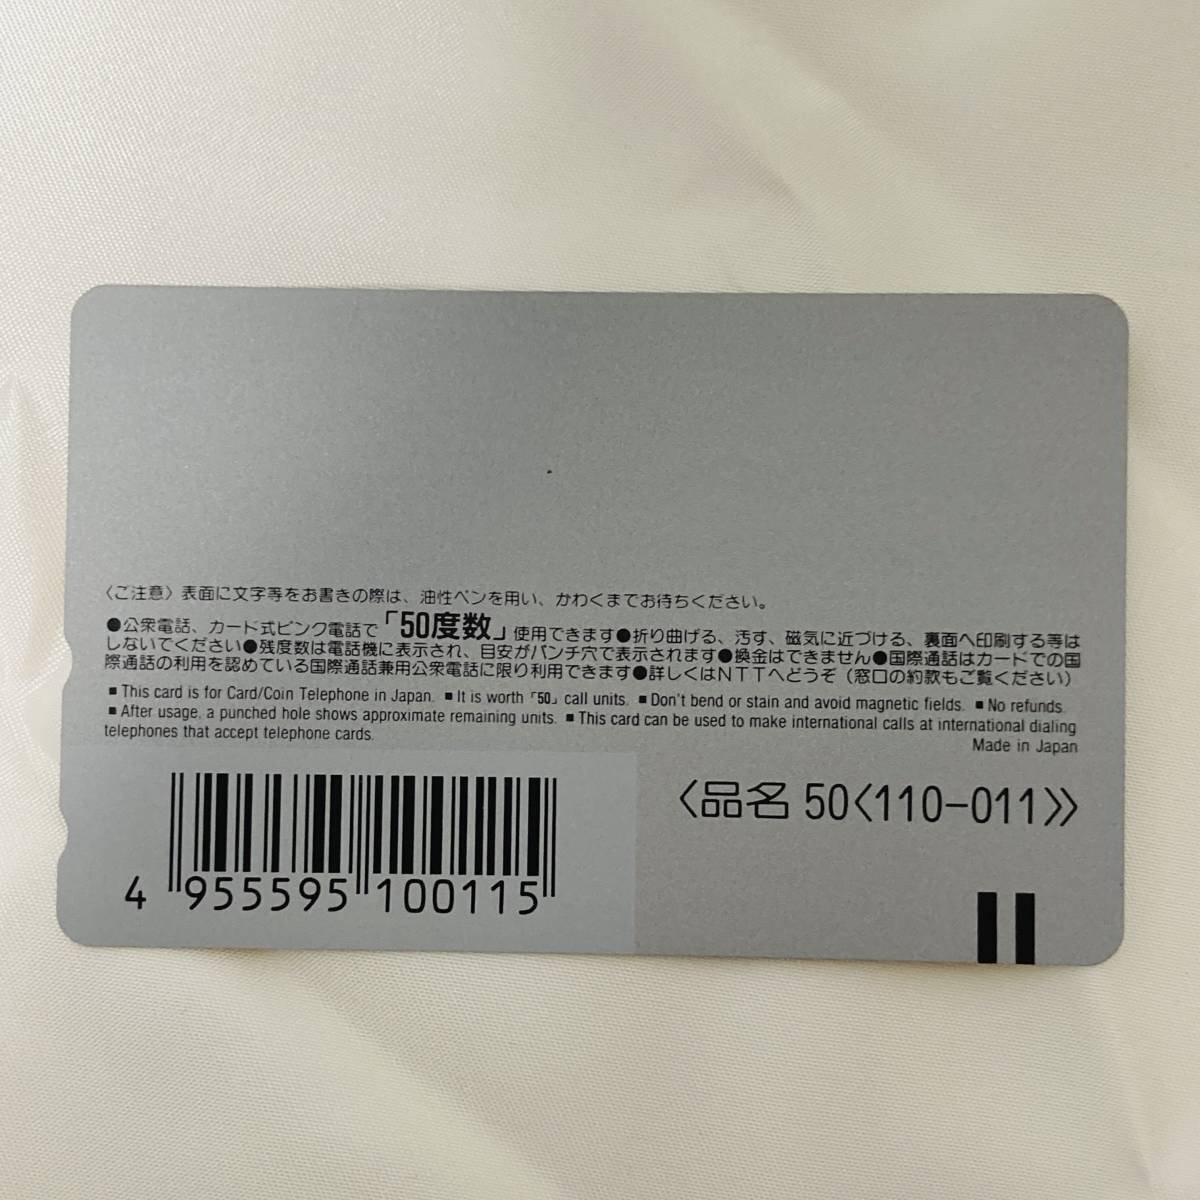 〈ご注意〉表面に文字等をお書きの際は、油性ペンを用い、かわくまでお待ちください。
●公衆電話、カード式ピンク電話で「50度数」使用できます●折り曲げる、汚す、磁気に近づける、裏面へ印刷する等は
しないでください●残度数は電話機に表示され、目安がパンチ穴で表示されます●換金はできません●国際通話はカードでの国
際通話の利用を認めている国際通話兼用公衆電話に限り利用できます●詳しくはNTTへどうぞ（窓口の約款もご覧ください）
■ This card is for Card/Coin Telephone in Japan. ■ It is worth「50」call units. ■ Don't bend or stain and avoid magnetic fields. ■ No refunds.
■ After usage, a punched hole shows approximate remaining units. ■ This card can be used to make international calls at international dialing
telephones that accept telephone cards.
Made in Japan
〈品名 50〈110-011〉〉
4 955595 100115